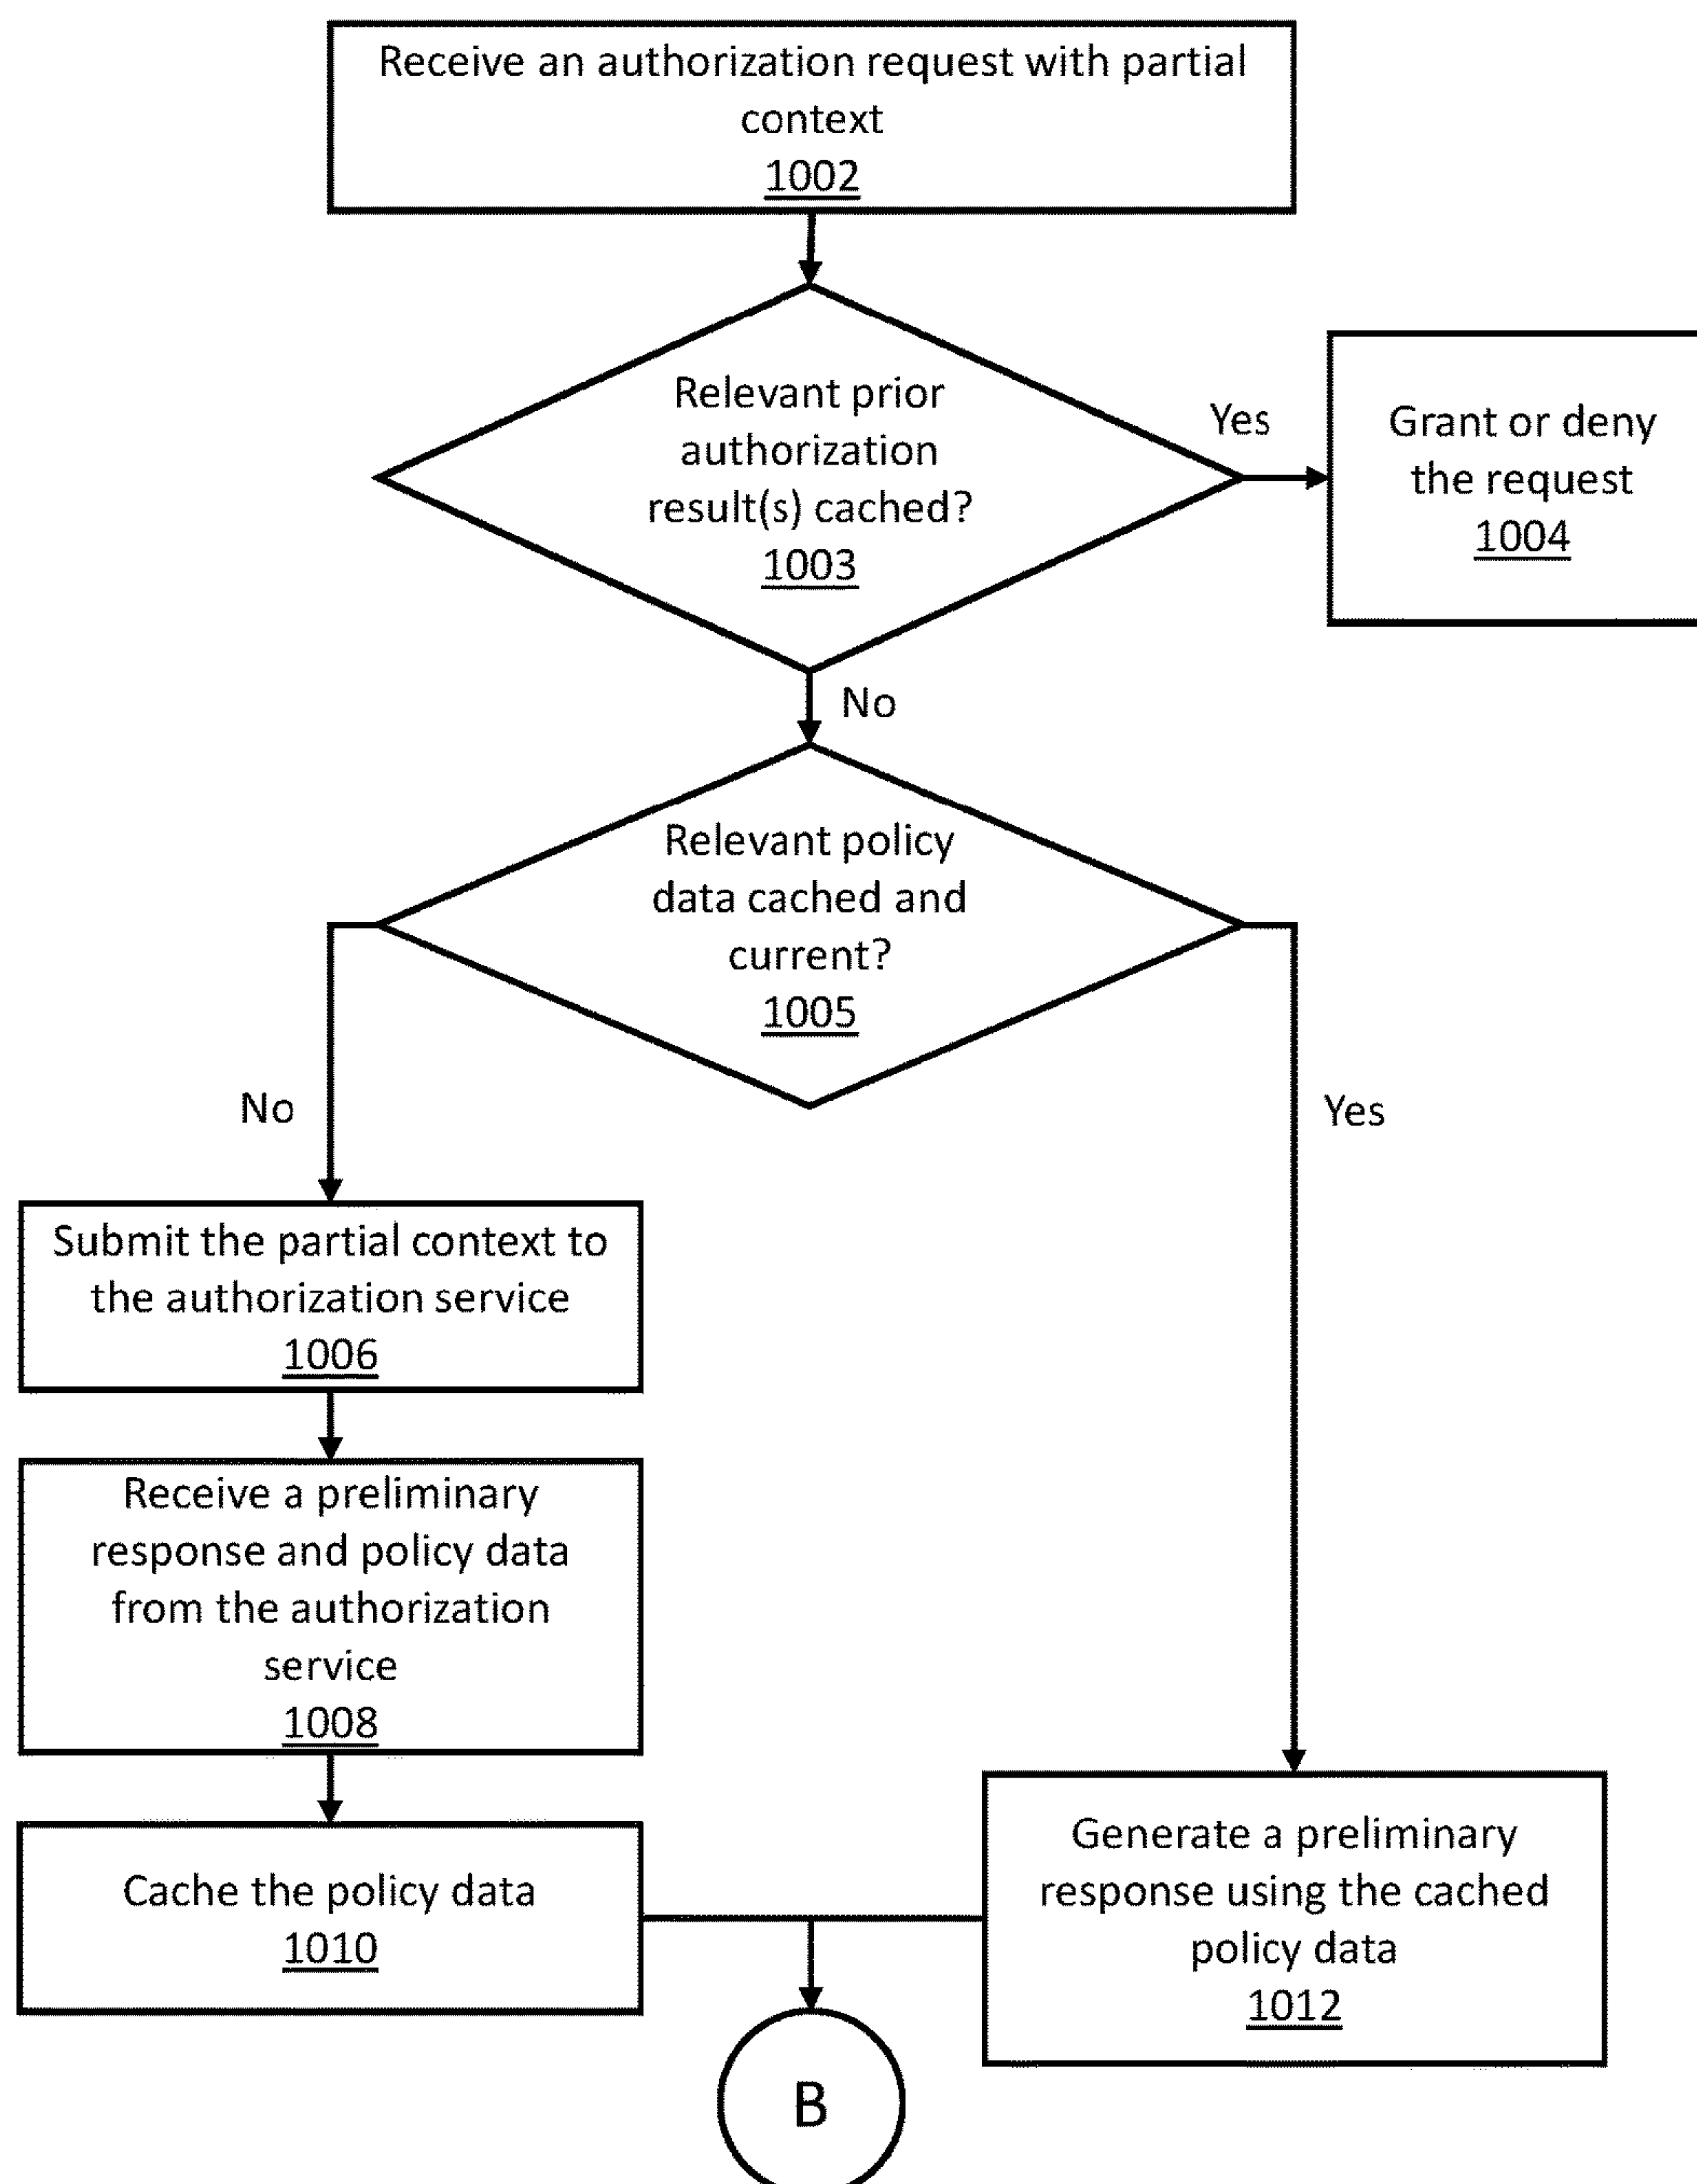 Receive an authorization request with partial
context
1002
Relevant prior
authorization
result(s) cached?
1003
Yes
Grant or deny
the request
1004
No
Relevant policy
data cached and
current?
1005
No
Yes
Submit the partial context to
the authorization service
1006
Receive a preliminary
response and policy data
from the authorization
service
1008
Cache the policy data
1010
Generate a preliminary
response using the cached
policy data
1012
B